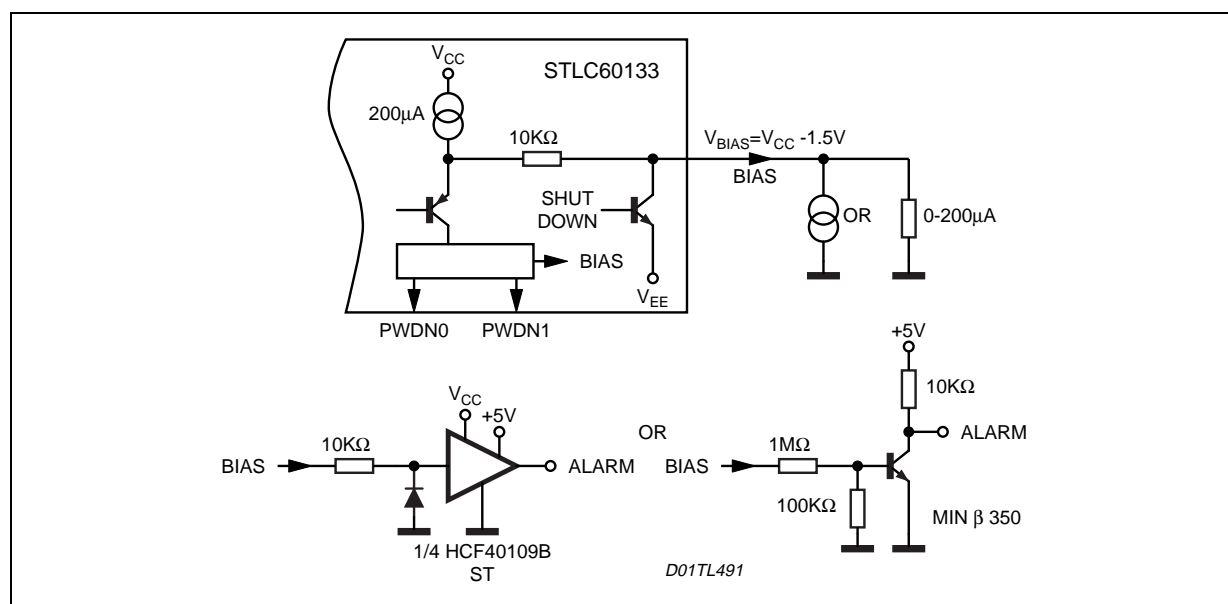 V_CC
STLC60133
200μA
10KΩ
V_BIAS=V_CC -1.5V
BIAS
SHUT
DOWN
OR
0-200μA
BIAS
V_EE
PWDN0
PWDN1
+5V
10KΩ
V_CC
+5V
10KΩ
BIAS
ALARM
OR
1MΩ
BIAS
ALARM
100KΩ
MIN β 350
1/4 HCF40109B
ST
D01TL491